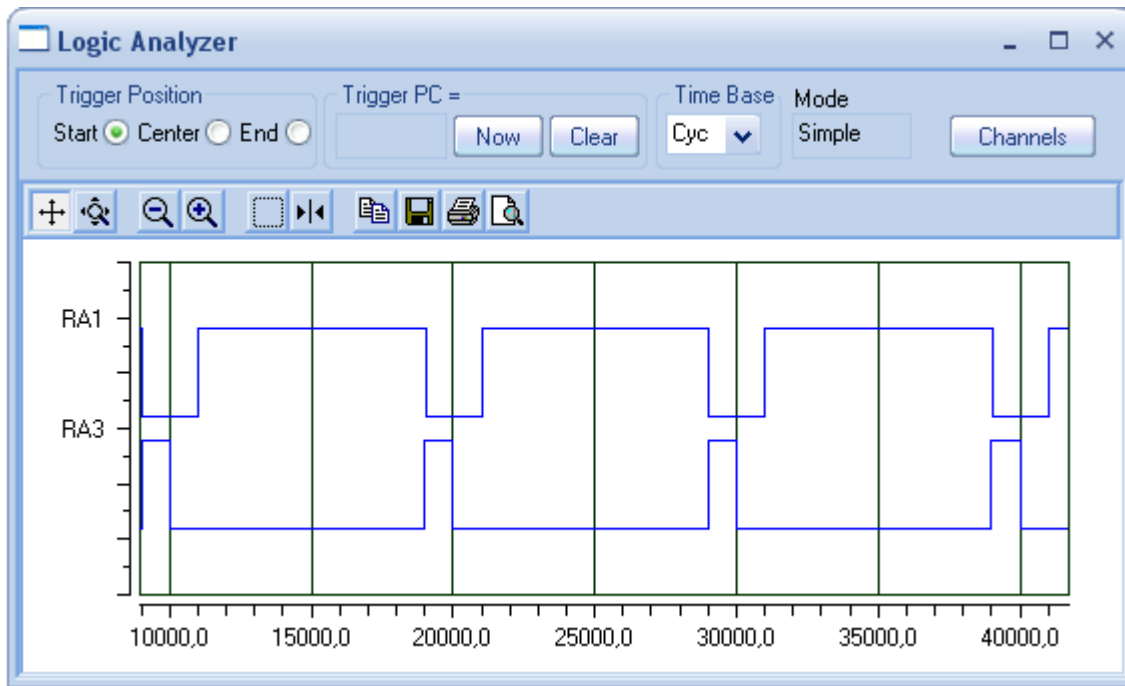 Logic Analyzer
Trigger Position
Start Center End
Trigger PC =
Now Clear
Time Base
Cyc
Mode
Simple
Channels
RA1
RA3
10000,0 15000,0 20000,0 25000,0 30000,0 35000,0 40000,0